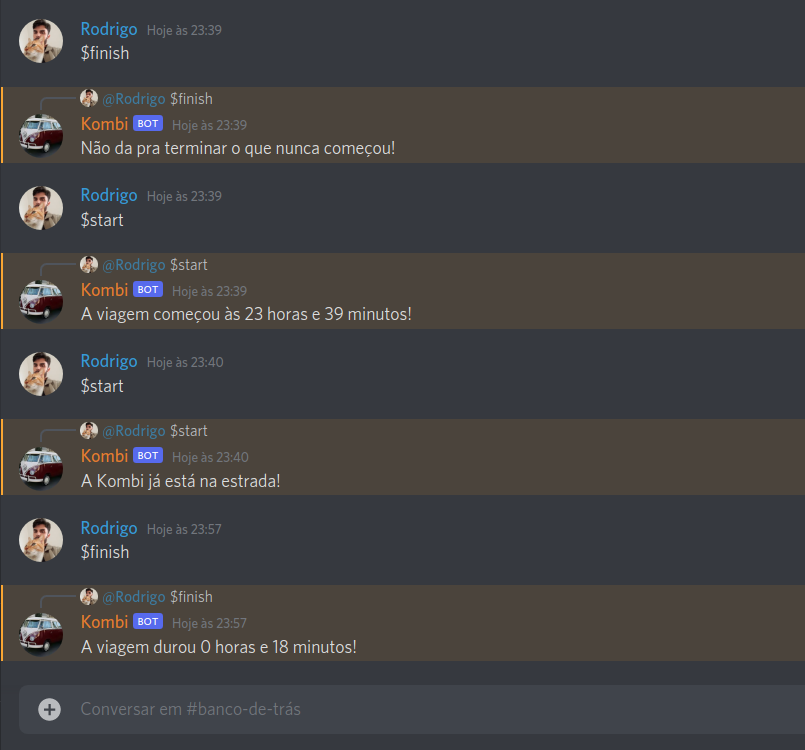 Rodrigo Hoje às 23:39
$finish
@Rodrigo $finish
Kombi BOT Hoje às 23:39
Não da pra terminar o que nunca começou!
Rodrigo Hoje às 23:39
$start
@Rodrigo $start
Kombi BOT Hoje às 23:39
A viagem começou às 23 horas e 39 minutos!
Rodrigo Hoje às 23:40
$start
@Rodrigo $start
Kombi BOT Hoje às 23:40
A Kombi já está na estrada!
Rodrigo Hoje às 23:57
$finish
@Rodrigo $finish
Kombi BOT Hoje às 23:57
A viagem durou 0 horas e 18 minutos!
Conversar em #banco-de-trás